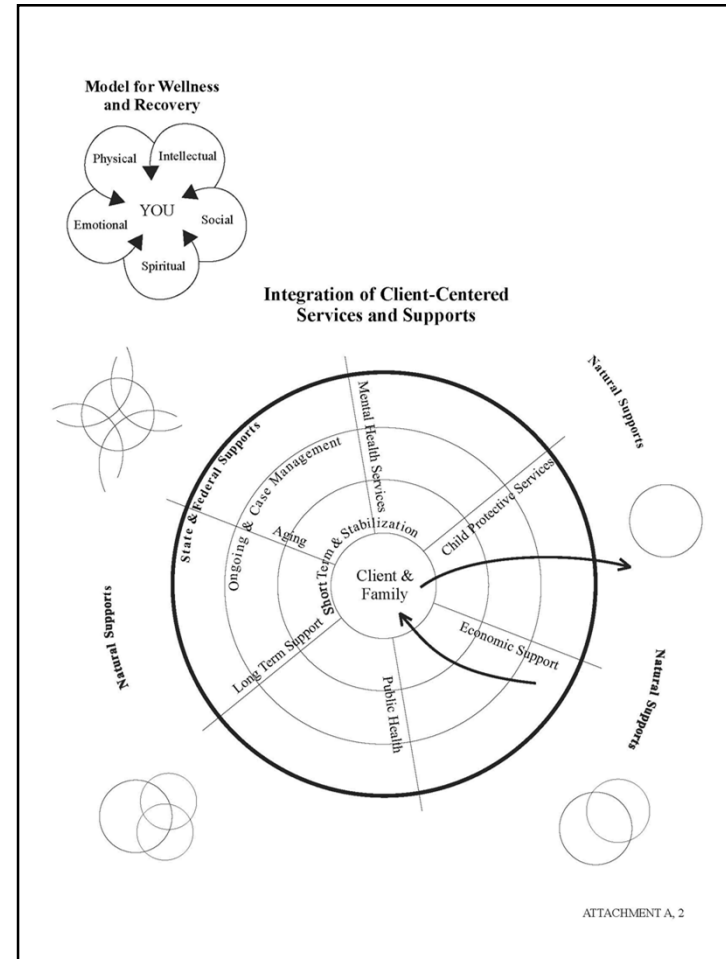 Model for Wellness
and Recovery
Physical
Intellectual
YOU
Emotional
Social
Spiritual
Integration of Client-Centered
Services and Supports
Natural Supports
Mental Health Services
State & Federal Supports
Ongoing & Case Management
Child Protective Services
Aging
Short Term & Stabilization
Client &
Family
Economic Support
Long Term Support
Natural Supports
Natural Supports
Public Health
ATTACHMENT A, 2